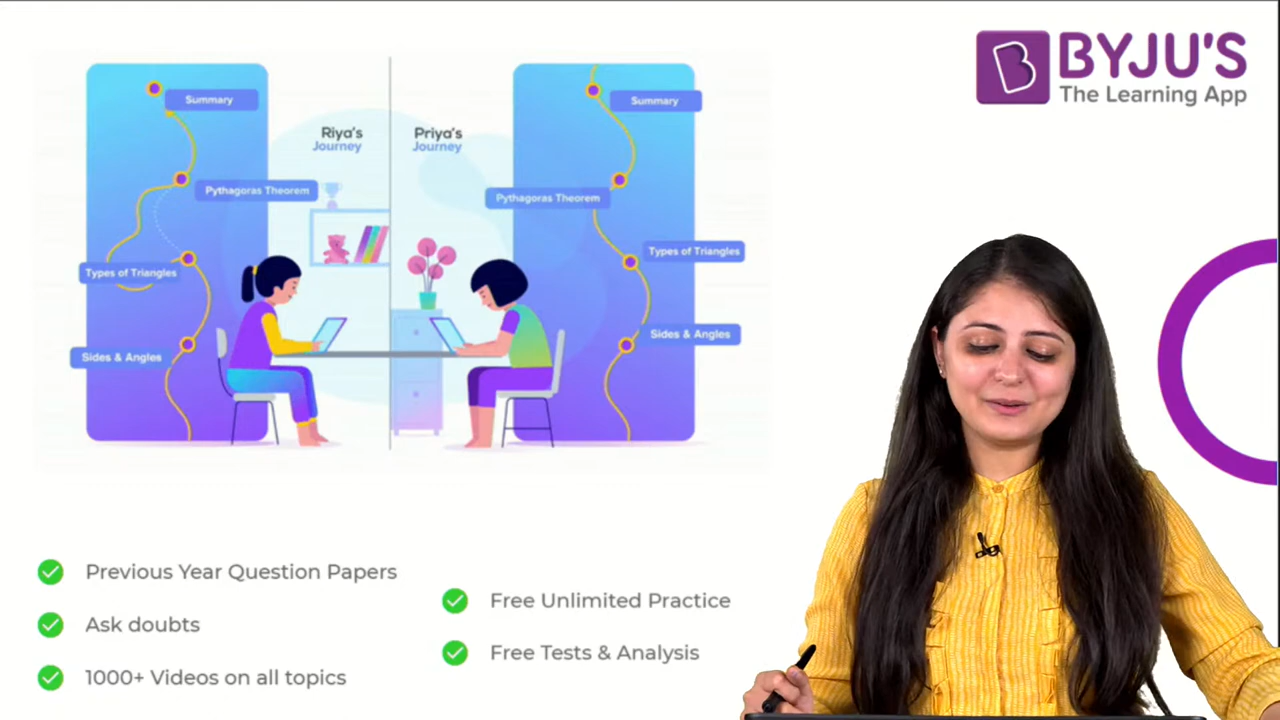 BYJU'S
The Learning App
Riya's
Journey
Priya's
Journey
Summary
Pythagoras Theorem
Types of Triangles
Sides & Angles
Summary
Pythagoras Theorem
Types of Triangles
Sides & Angles
Previous Year Question Papers
Ask doubts
1000+ Videos on all topics
Free Unlimited Practice
Free Tests & Analysis